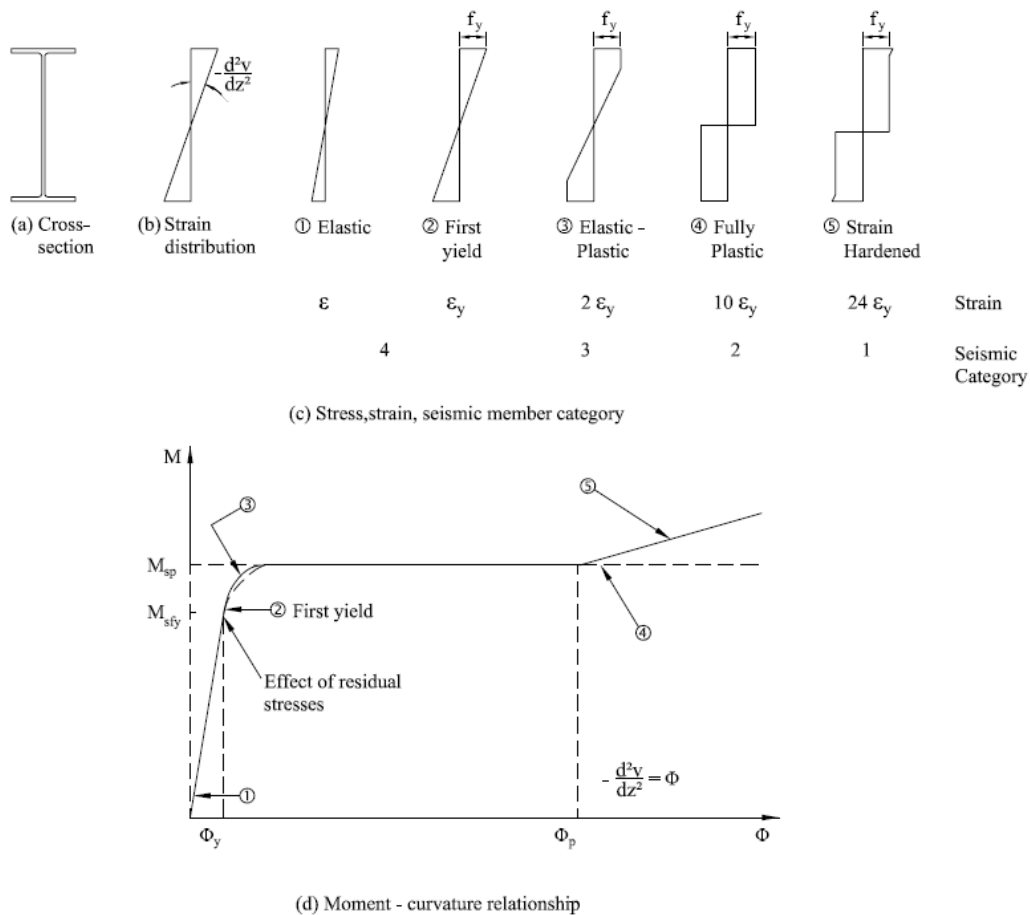 f_y f_y f_y f_y
- d²v/dz²
(a) Cross-
section
(b) Strain
distribution
① Elastic
② First
yield
③ Elastic -
Plastic
④ Fully
Plastic
⑤ Strain
Hardened
ε ε_y 2 ε_y 10 ε_y 24 ε_y Strain
4 3 2 1 Seismic
Category
(c) Stress,strain, seismic member category
M
⑤
③
M_sp
M_sfy
② First yield
④
Effect of residual
stresses
- d²v/dz² = Φ
①
Φ_y Φ_p Φ
(d) Moment - curvature relationship